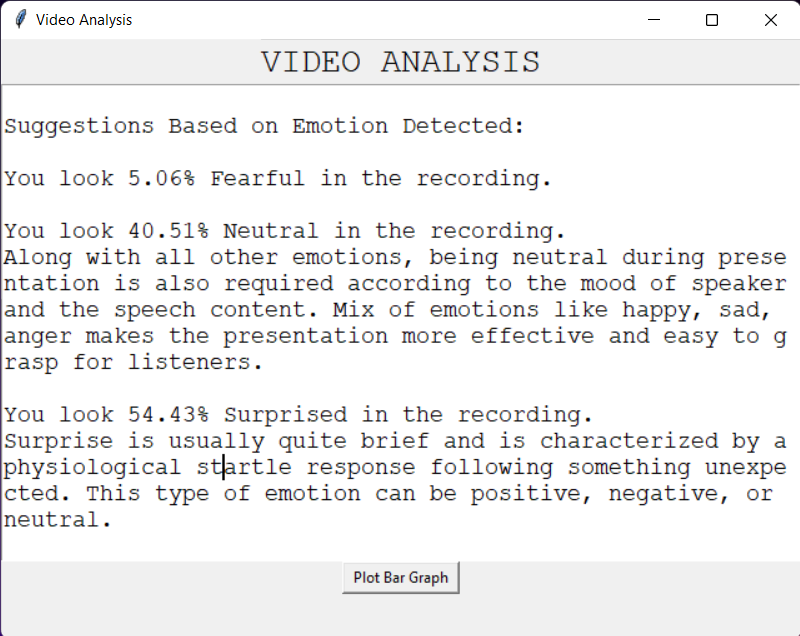 Video Analysis
VIDEO ANALYSIS
Suggestions Based on Emotion Detected:
You look 5.06% Fearful in the recording.
You look 40.51% Neutral in the recording.
Along with all other emotions, being neutral during prese
ntation is also required according to the mood of speaker
and the speech content. Mix of emotions like happy, sad,
anger makes the presentation more effective and easy to g
rasp for listeners.
You look 54.43% Surprised in the recording.
Surprise is usually quite brief and is characterized by a
physiological startle response following something unexpe
cted. This type of emotion can be positive, negative, or
neutral.
Plot Bar Graph